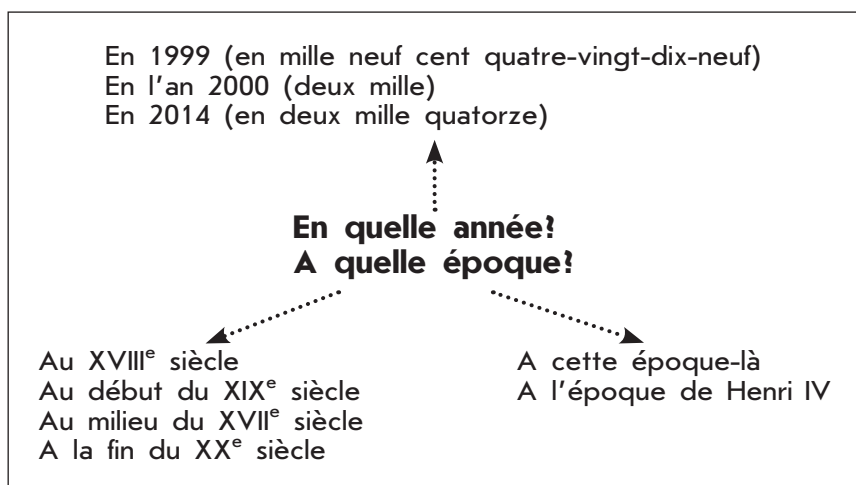 En 1999 (en mille neuf cent quatre-vingt-dix-neuf)
En l'an 2000 (deux mille)
En 2014 (en deux mille quatorze)
En quelle année?
A quelle époque?
Au XVIIIᵉ siècle
Au début du XIXᵉ siècle
Au milieu du XVIIᵉ siècle
A la fin du XXᵉ siècle
A cette époque-là
A l'époque de Henri IV